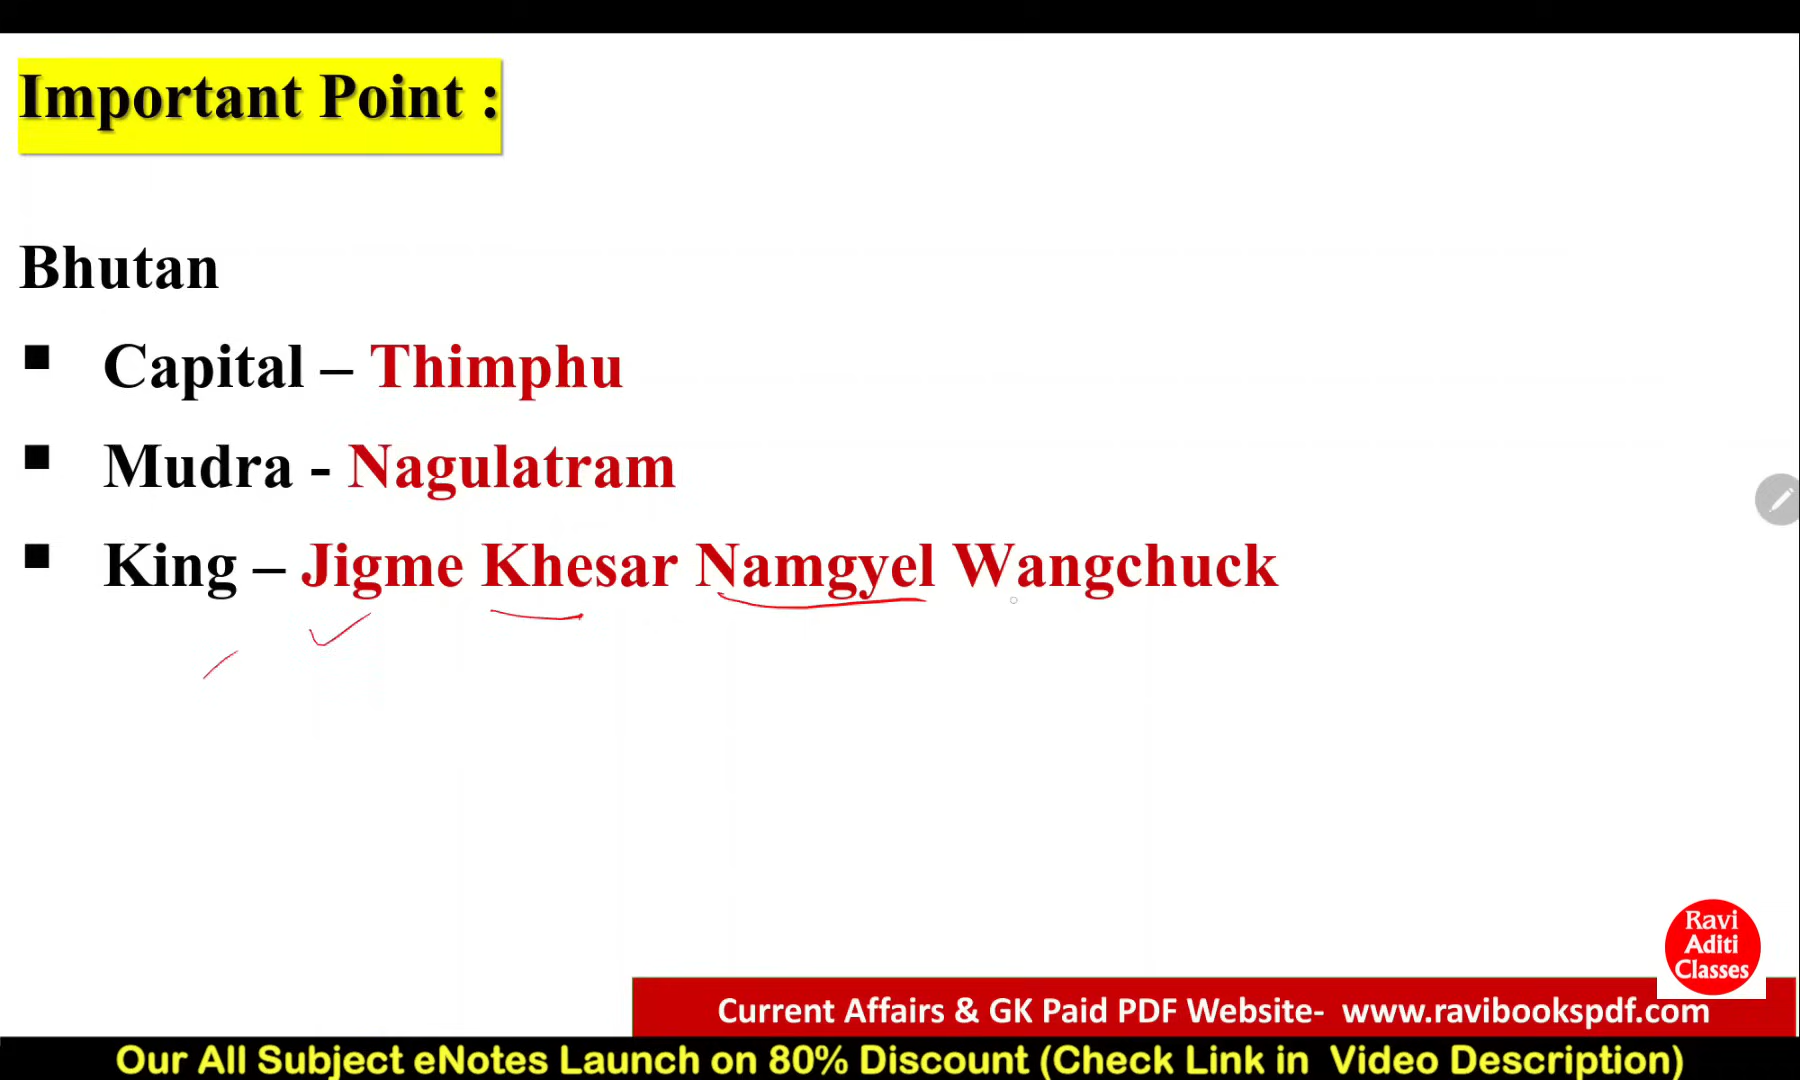 Important Point :
Bhutan
▪ Capital – Thimphu
▪ Mudra - Nagulatram
▪ King – Jigme Khesar Namgyel Wangchuck
Ravi
Aditi
Classes
Current Affairs & GK Paid PDF Website- www.ravibookspdf.com
Our All Subject eNotes Launch on 80% Discount (Check Link in Video Description)